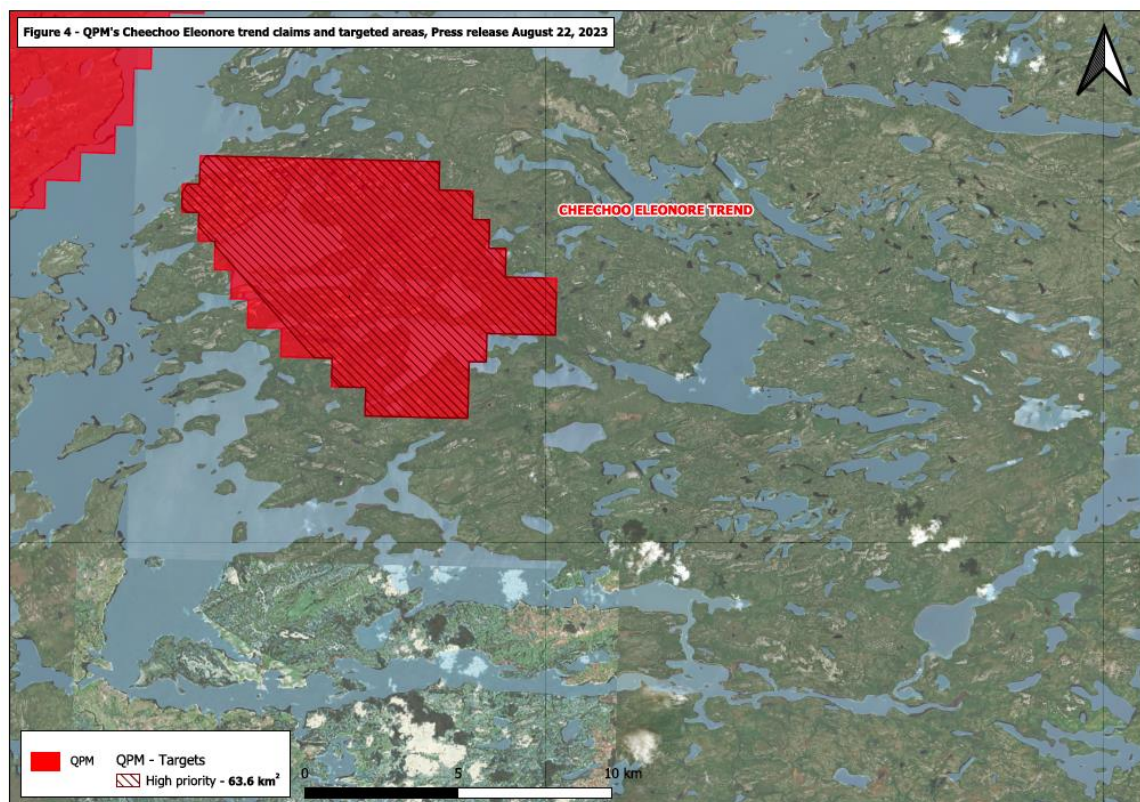 Figure 4 - QPM's Cheechoo Eleonore trend claims and targeted areas, Press release August 22, 2023
CHEECHOO ELEONORE TREND
QPM
QPM - Targets
High priority - 63.6 km²
0 5 10 km